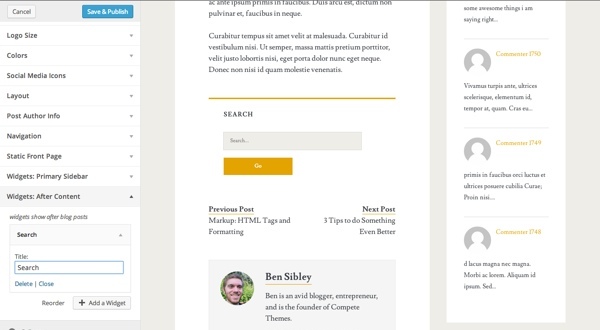 Cancel
Save & Publish
Logo Size
Colors
Social Media Icons
Layout
Post Author Info
Navigation
Static Front Page
Widgets: Primary Sidebar
Widgets: After Content
widgets show after blog posts
Search
Title:
Search
Delete | Close
Reorder
Add a Widget
ac ante ipsum primis in faucibus. Duis arcu est, dictum non
pulvinar et, faucibus in neque.
Curabitur tempus sit amet velit at malesuada. Curabitur id
vestibulum nisi. Ut semper, massa mattis pretium porttitor,
velit justo lobortis nisi, eget porta dolor nunc eget neque.
Donec non nisi id quam molestie venenatis.
SEARCH
Search...
Go
Previous Post
Markup: HTML Tags and
Formatting
Next Post
3 Tips to do Something
Even Better
Ben Sibley
Ben is an avid blogger, entrepreneur,
and is the founder of Compete
Themes.
some awesome things i am
saying right...
Commenter 1750
Vivamus turpis ante, ultrices
scelerisque, elementum id,
tempus at, quam. Cras eu...
Commenter 1749
primis in faucibus orci luctus et
ultrices posuere cubilia Curae;
Proin nisi....
Commenter 1748
d lacus magna nec magna.
Morbi ac lorem. Aliquam id
ipsum. Sed...